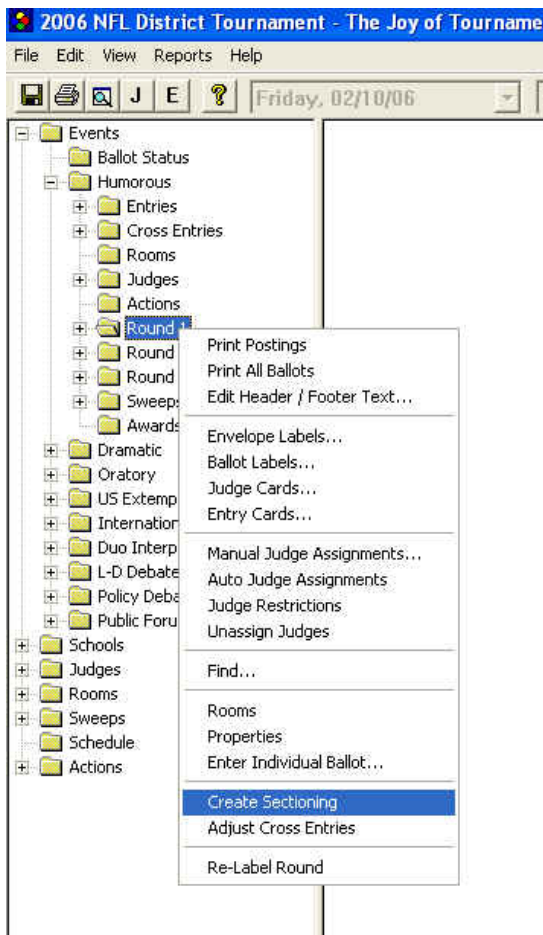 2006 NFL District Tournament - The Joy of Tourname
File Edit View Reports Help
J E ? Friday, 02/10/06
Events
Ballot Status
Humorous
Entries
Cross Entries
Rooms
Judges
Actions
Round 1
Round
Round
Sweeps
Awards
Dramatic
Oratory
US Extemp
Internation
Duo Interp
L-D Debate
Policy Deba
Public Foru
Schools
Judges
Rooms
Sweeps
Schedule
Actions
Print Postings
Print All Ballots
Edit Header / Footer Text...
Envelope Labels...
Ballot Labels...
Judge Cards...
Entry Cards...
Manual Judge Assignments...
Auto Judge Assignments
Judge Restrictions
Unassign Judges
Find...
Rooms
Properties
Enter Individual Ballot...
Create Sectioning
Adjust Cross Entries
Re-Label Round